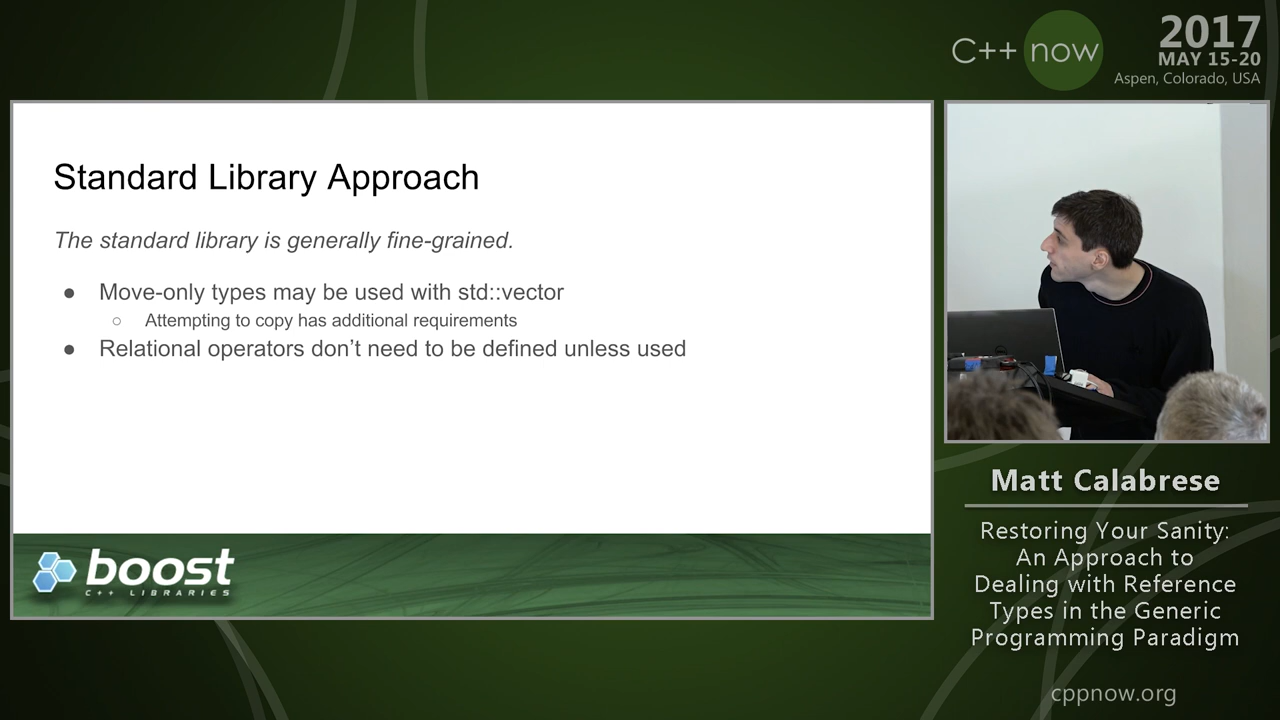 C++ now
2017
MAY 15-20
Aspen, Colorado, USA
Standard Library Approach
The standard library is generally fine-grained.
● Move-only types may be used with std::vector
○ Attempting to copy has additional requirements
● Relational operators don’t need to be defined unless used
boost
C++ LIBRARIES
Matt Calabrese
Restoring Your Sanity:
An Approach to
Dealing with Reference
Types in the Generic
Programming Paradigm
cppnow.org